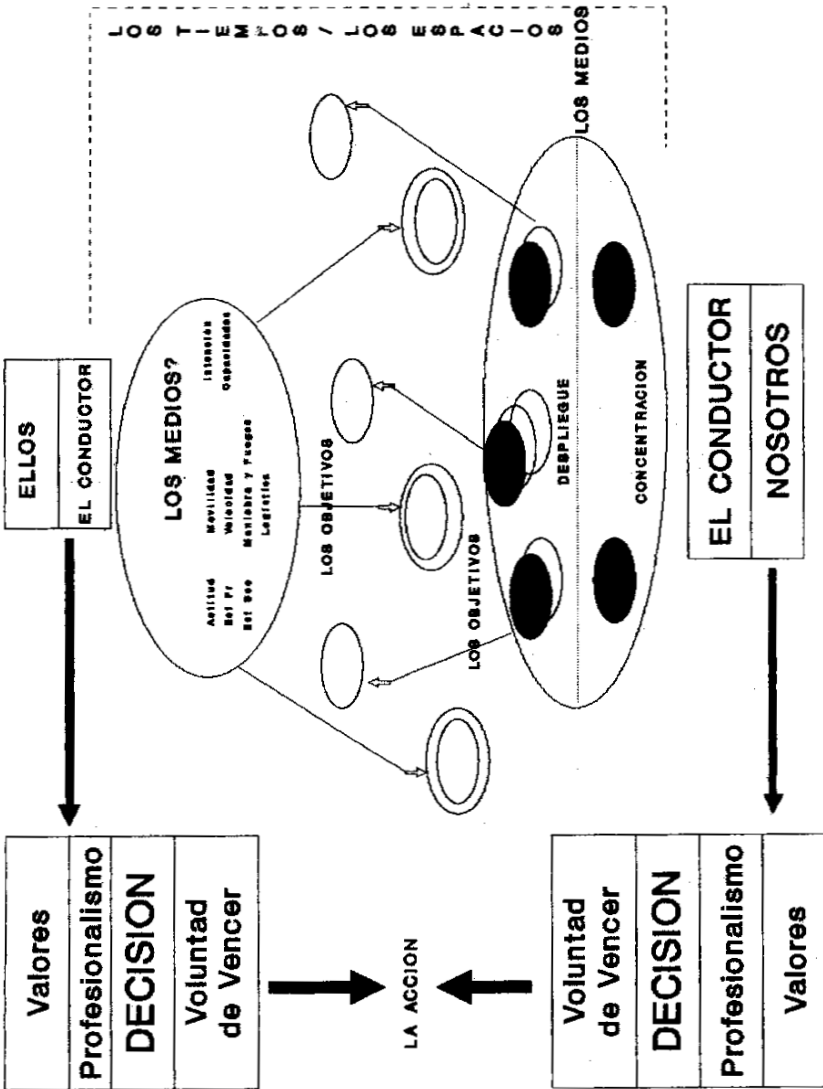 Valores
Profesionalismo
DECISION
Voluntad
de Vencer
ELLOS
EL CONDUCTOR
LOS TIEMPOS / LOS ESPACIOS
LOS MEDIOS?
Movilidad
Velocidad
Maniobra y Fuegos
Logistica
Intención
Capacidades
LOS OBJETIVOS
LA ACCION
LOS OBJETIVOS
LOS MEDIOS
DESPLIEGUE
CONCENTRACION
Voluntad
de Vencer
DECISION
Profesionalismo
Valores
EL CONDUCTOR
NOSOTROS